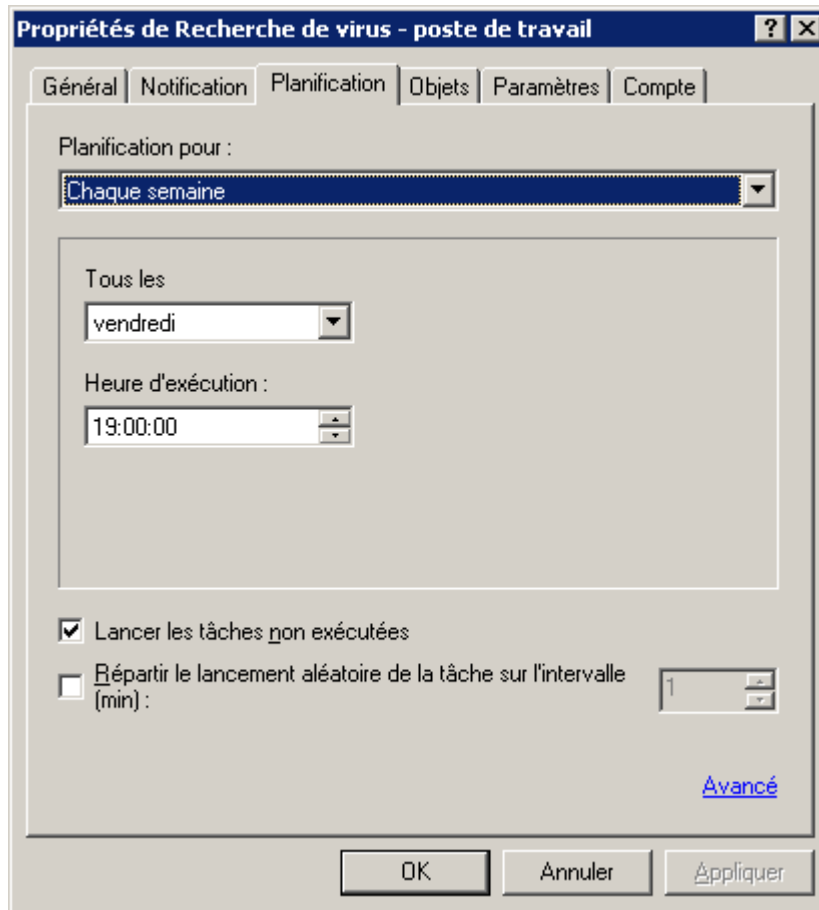 Propriétés de Recherche de virus - poste de travail
Général Notification Planification Objets Paramètres Compte
Planification pour :
Chaque semaine
Tous les
vendredi
Heure d'exécution :
19:00:00
Lancer les tâches non exécutées
Répartir le lancement aléatoire de la tâche sur l'intervalle
(min) :
1
Avancé
OK Annuler Appliquer